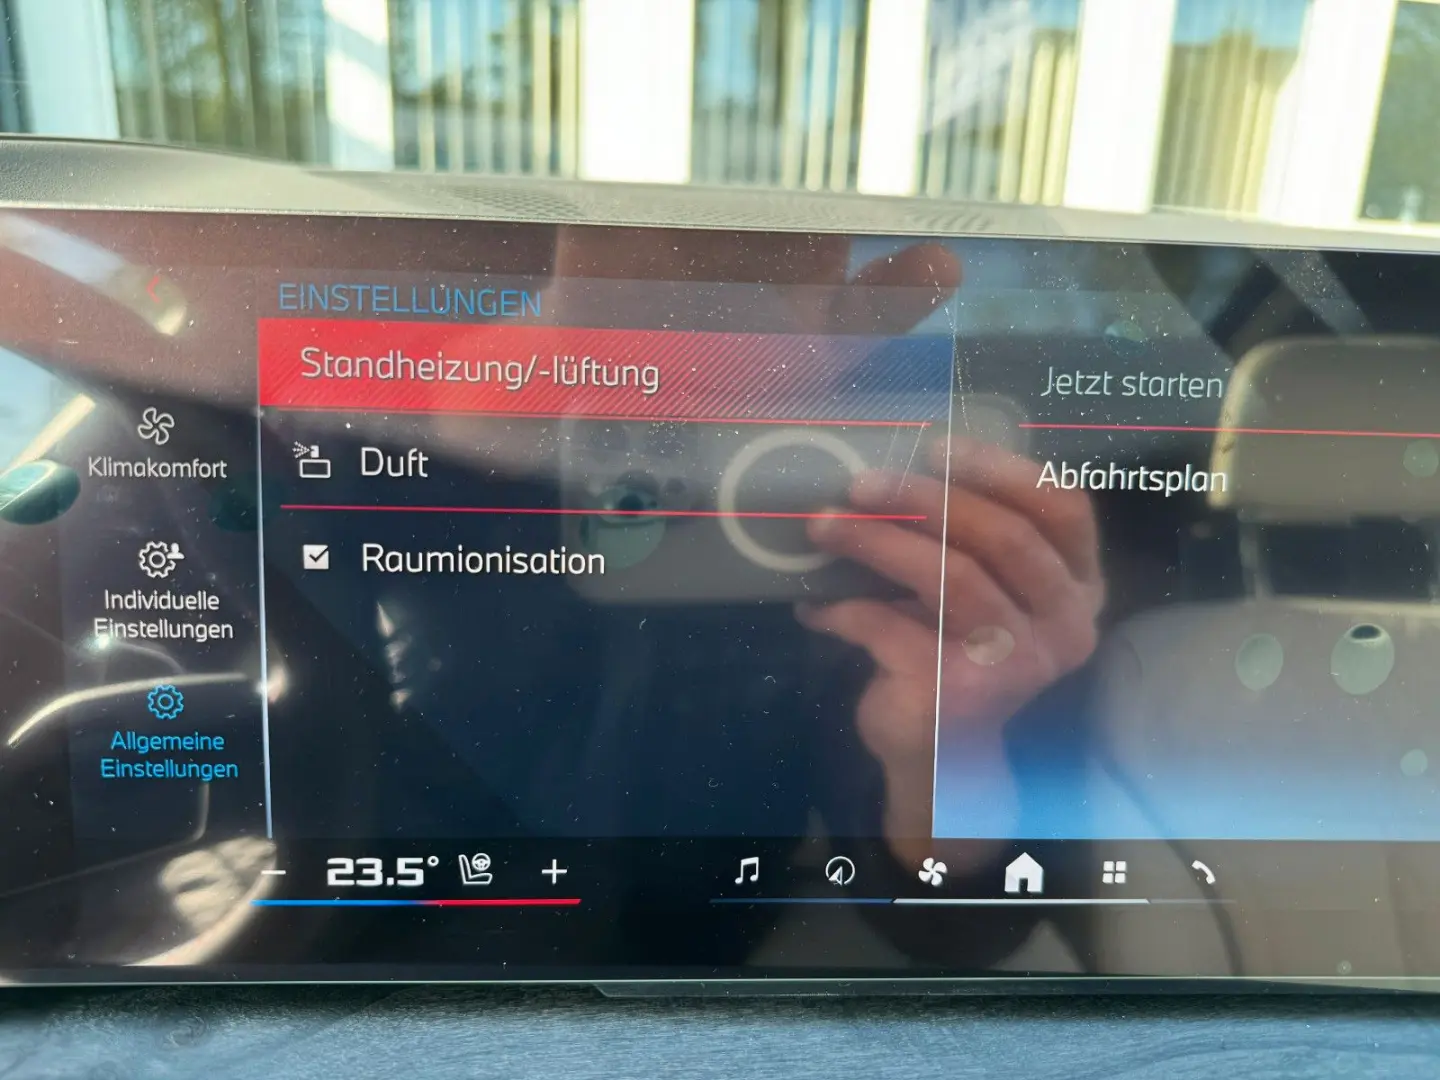 EINSTELLUNGEN
Standheizung/-lüftung
Duft
Raumionisation
Jetzt starten
Abfahrtsplan
Klimakomfort
Individuelle
Einstellungen
Allgemeine
Einstellungen
- 23.5° +